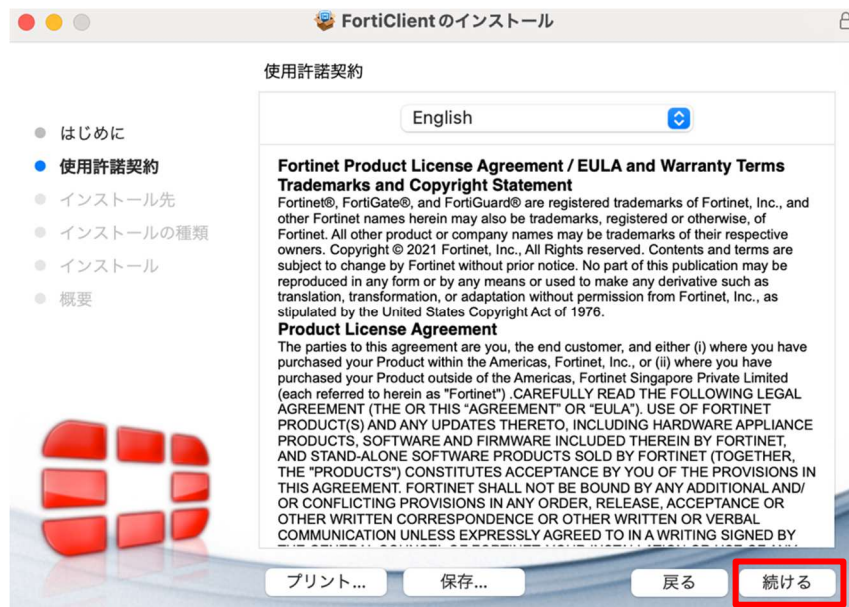 FortiClientのインストール
使用許諾契約
English
はじめに
使用許諾契約
インストール先
インストールの種類
インストール
概要
Fortinet Product License Agreement / EULA and Warranty Terms
Trademarks and Copyright Statement
Fortinet®, FortiGate®, and FortiGuard® are registered trademarks of Fortinet, Inc., and
other Fortinet names herein may also be trademarks, registered or otherwise, of
Fortinet. All other product or company names may be trademarks of their respective
owners. Copyright © 2021 Fortinet, Inc., All Rights reserved. Contents and terms are
subject to change by Fortinet without prior notice. No part of this publication may be
reproduced in any form or by any means or used to make any derivative such as
translation, transformation, or adaptation without permission from Fortinet, Inc., as
stipulated by the United States Copyright Act of 1976.
Product License Agreement
The parties to this agreement are you, the end customer, and either (i) where you have
purchased your Product within the Americas, Fortinet, Inc., or (ii) where you have
purchased your Product outside of the Americas, Fortinet Singapore Private Limited
(each referred to herein as "Fortinet") .CAREFULLY READ THE FOLLOWING LEGAL
AGREEMENT (THE OR THIS “AGREEMENT” OR “EULA”). USE OF FORTINET
PRODUCT(S) AND ANY UPDATES THERETO, INCLUDING HARDWARE APPLIANCE
PRODUCTS, SOFTWARE AND FIRMWARE INCLUDED THEREIN BY FORTINET,
AND STAND-ALONE SOFTWARE PRODUCTS SOLD BY FORTINET (TOGETHER,
THE "PRODUCTS") CONSTITUTES ACCEPTANCE BY YOU OF THE PROVISIONS IN
THIS AGREEMENT. FORTINET SHALL NOT BE BOUND BY ANY ADDITIONAL AND/
OR CONFLICTING PROVISIONS IN ANY ORDER, RELEASE, ACCEPTANCE OR
OTHER WRITTEN CORRESPONDENCE OR OTHER WRITTEN OR VERBAL
COMMUNICATION UNLESS EXPRESSLY AGREED TO IN A WRITING SIGNED BY
プリント...
保存...
戻る
続ける